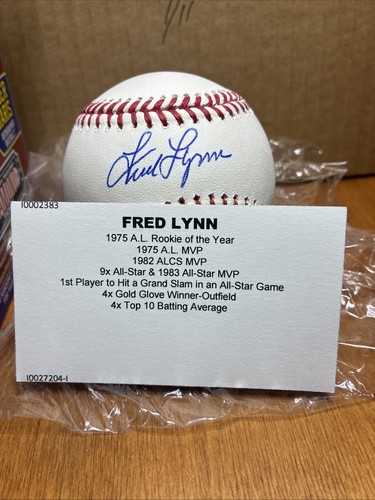 Fred Lynn
I0002383
FRED LYNN
1975 A.L. Rookie of the Year
1975 A.L. MVP
1982 ALCS MVP
9x All-Star & 1983 All-Star MVP
1st Player to Hit a Grand Slam in an All-Star Game
4x Gold Glove Winner-Outfield
4x Top 10 Batting Average
I0027204-I